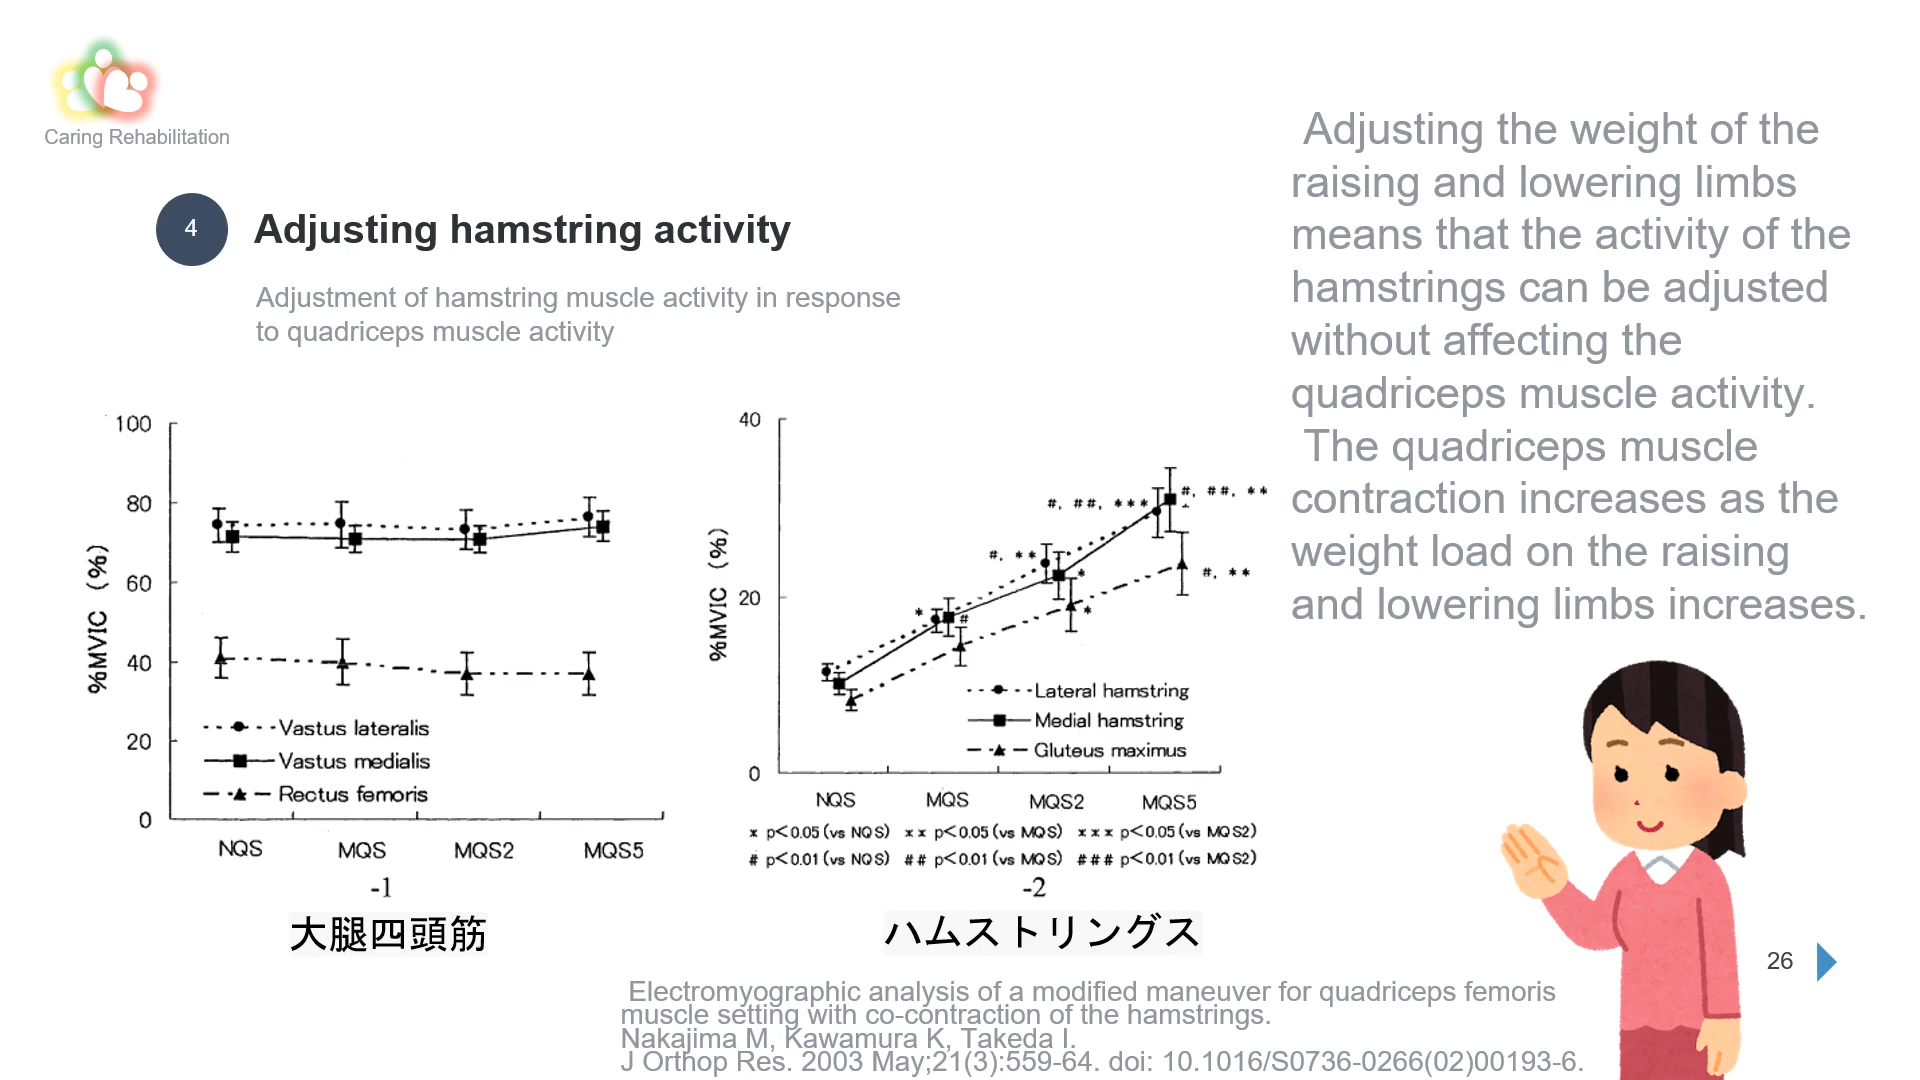 Caring Rehabilitation
4
Adjusting hamstring activity
Adjustment of hamstring muscle activity in response
to quadriceps muscle activity
Adjusting the weight of the
raising and lowering limbs
means that the activity of the
hamstrings can be adjusted
without affecting the
quadriceps muscle activity.
The quadriceps muscle
contraction increases as the
weight load on the raising
and lowering limbs increases.
%MVIC (%)
100
80
60
40
20
0
Vastus lateralis
Vastus medialis
Rectus femoris
NQS MQS MQS2 MQS5
-1
大腿四頭筋
%MVIC (%)
40
20
0
*
#
#, **
*
*
#, ##, ***
#, ##, **
#, **
Lateral hamstring
Medial hamstring
Gluteus maximus
NQS MQS MQS2 MQS5
* p<0.05 (vs NQS) ** p<0.05 (vs MQS) *** p<0.05 (vs MQS2)
# p<0.01 (vs NQS) ## p<0.01 (vs MQS) ### p<0.01 (vs MQS2)
-2
ハムストリングス
Electromyographic analysis of a modified maneuver for quadriceps femoris
muscle setting with co-contraction of the hamstrings.
Nakajima M, Kawamura K, Takeda I.
J Orthop Res. 2003 May;21(3):559-64. doi: 10.1016/S0736-0266(02)00193-6.
26